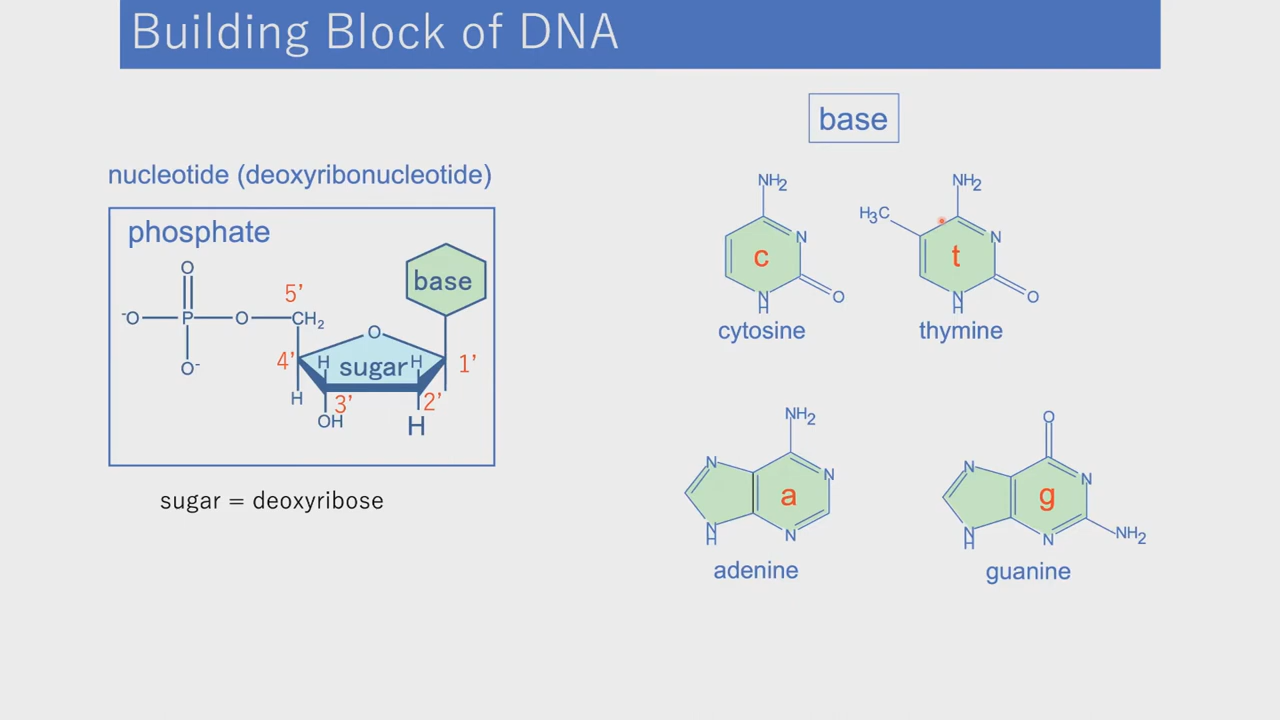 Building Block of DNA
base
nucleotide (deoxyribonucleotide)
phosphate
O
⁻O
P
O
O⁻
5’
CH₂
4’
H
O
H
sugar
H
base
1’
3’
OH
2’
H
sugar = deoxyribose
NH₂
N
c
N
H
O
cytosine
NH₂
H₃C
N
t
N
H
O
thymine
NH₂
N
N
a
N
H
N
adenine
O
N
N
g
N
H
N
NH₂
guanine